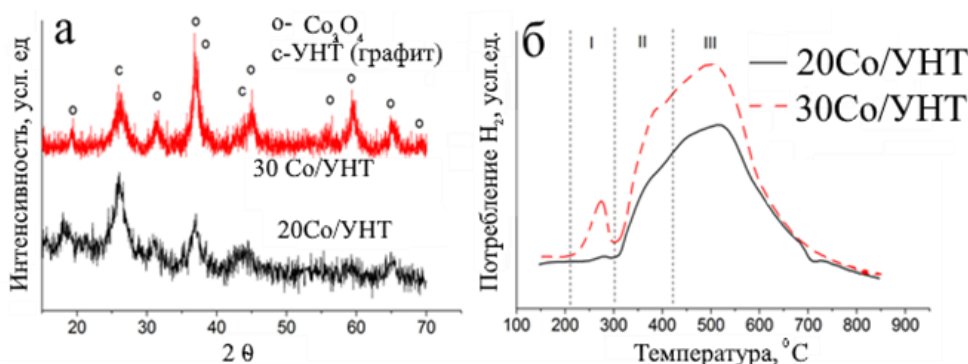 а
o- Co₃O₄
c-УНТ (графит)
o
o
o
c
o
c
o
o
o
o
o
30 Co/УНТ
20Co/УНТ
Интенсивность, усл. ед
20 30 40 50 60 70
2 θ
б
I II III
20Co/УНТ
30Co/УНТ
Потребление H₂, усл.ед.
100 200 300 400 500 600 700 800 900
Температура, ⁰C